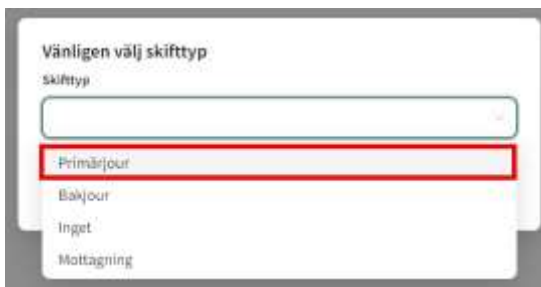 Vänligen välj skifttyp
Skifttyp
Primärjour
Bakjour
Inget
Mottagning